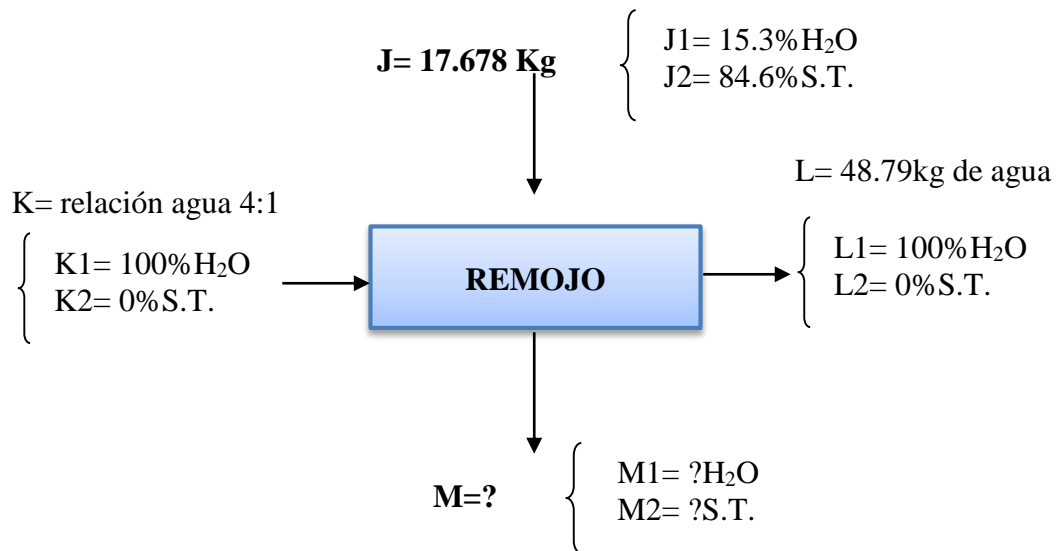 J= 17.678 Kg
J1= 15.3%H₂O
J2= 84.6%S.T.
L= 48.79kg de agua
K= relación agua 4:1
K1= 100%H₂O
K2= 0%S.T.
REMOJO
L1= 100%H₂O
L2= 0%S.T.
M=?
M1= ?H₂O
M2= ?S.T.